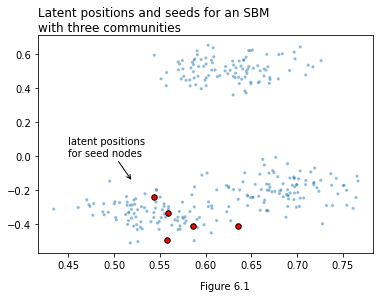 Latent positions and seeds for an SBM
with three communities
0.6
0.4
0.2
0.0
−0.2
−0.4
latent positions
for seed nodes
0.45 0.50 0.55 0.60 0.65 0.70 0.75
Figure 6.1